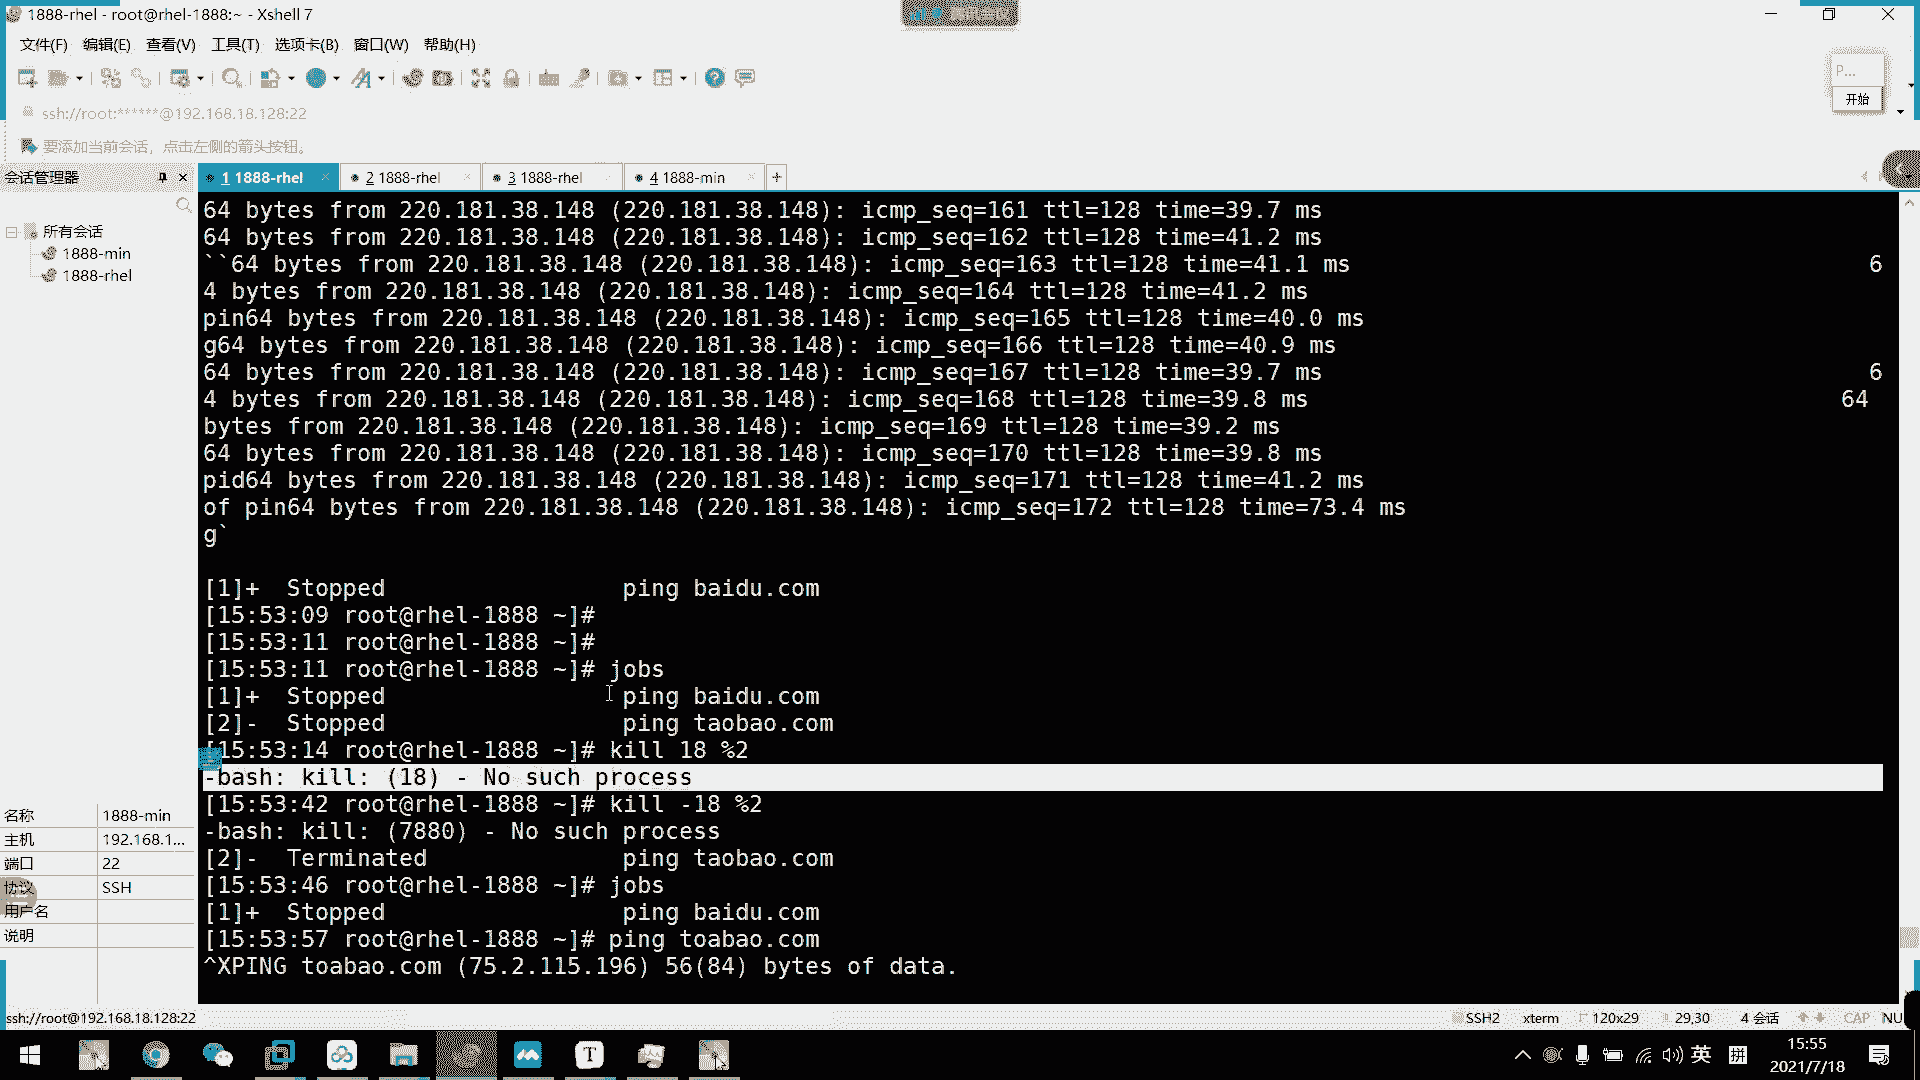 1888-rhel - root@rhel-1888:~ - Xshell 7
文件(F) 编辑(E) 查看(V) 工具(T) 选项卡(B) 窗口(W) 帮助(H)
P...
开始
ssh://root:******@192.168.18.128:22
要添加当前会话，点击左侧的箭头按钮。
会话管理器
1 1888-rhel
2 1888-rhel
3 1888-rhel
4 1888-min
所有会话
1888-min
1888-rhel
64 bytes from 220.181.38.148 (220.181.38.148): icmp_seq=161 ttl=128 time=39.7 ms
64 bytes from 220.181.38.148 (220.181.38.148): icmp_seq=162 ttl=128 time=41.2 ms
``64 bytes from 220.181.38.148 (220.181.38.148): icmp_seq=163 ttl=128 time=41.1 ms 6
4 bytes from 220.181.38.148 (220.181.38.148): icmp_seq=164 ttl=128 time=41.2 ms
pin64 bytes from 220.181.38.148 (220.181.38.148): icmp_seq=165 ttl=128 time=40.0 ms
g64 bytes from 220.181.38.148 (220.181.38.148): icmp_seq=166 ttl=128 time=40.9 ms
64 bytes from 220.181.38.148 (220.181.38.148): icmp_seq=167 ttl=128 time=39.7 ms 6
4 bytes from 220.181.38.148 (220.181.38.148): icmp_seq=168 ttl=128 time=39.8 ms 64
bytes from 220.181.38.148 (220.181.38.148): icmp_seq=169 ttl=128 time=39.2 ms
64 bytes from 220.181.38.148 (220.181.38.148): icmp_seq=170 ttl=128 time=39.8 ms
pid64 bytes from 220.181.38.148 (220.181.38.148): icmp_seq=171 ttl=128 time=41.2 ms
of pin64 bytes from 220.181.38.148 (220.181.38.148): icmp_seq=172 ttl=128 time=73.4 ms
g`
[1]+  Stopped                 ping baidu.com
[15:53:09 root@rhel-1888 ~]#
[15:53:11 root@rhel-1888 ~]#
[15:53:11 root@rhel-1888 ~]# jobs
[1]+  Stopped                 ping baidu.com
[2]-  Stopped                 ping taobao.com
[15:53:14 root@rhel-1888 ~]# kill 18 %2
-bash: kill: (18) - No such process
[15:53:42 root@rhel-1888 ~]# kill -18 %2
-bash: kill: (7880) - No such process
[2]-  Terminated              ping taobao.com
[15:53:46 root@rhel-1888 ~]# jobs
[1]+  Stopped                 ping baidu.com
[15:53:57 root@rhel-1888 ~]# ping toabao.com
^XPING toabao.com (75.2.115.196) 56(84) bytes of data.
名称 1888-min
主机 192.168.1...
端口 22
协议 SSH
用户名
说明
ssh://root@192.168.18.128:22
SSH2 xterm 120x29 29,30 4 会话 CAP NU
英 拼
15:55
2021/7/18